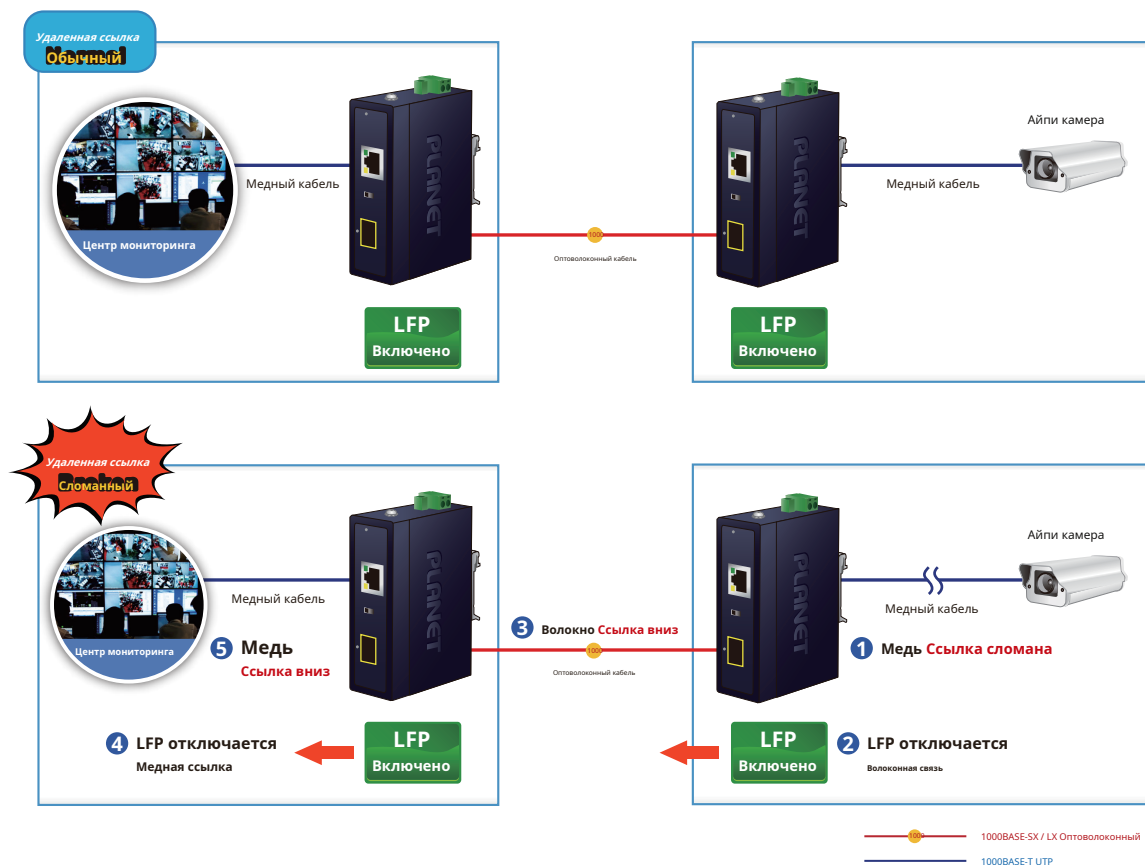 Удаленная ссылка
Обычный
Айпи камера
Медный кабель
Медный кабель
PLANET
PLANET
Центр мониторинга
1000
Оптоволоконный кабель
LFP
Включено
LFP
Включено
Удаленная ссылка
Сломанный
Айпи камера
PLANET
PLANET
Медный кабель
Медный кабель
3 Волокно Ссылка вниз
1000
Оптоволоконный кабель
Центр мониторинга
5 Медь
Ссылка вниз
1 Медь Ссылка сломана
4 LFP отключается
Медная ссылка
LFP
Включено
LFP
Включено
2 LFP отключается
Волоконная связь
1000 1000BASE-SX / LX Оптоволоконный
1000BASE-T UTP